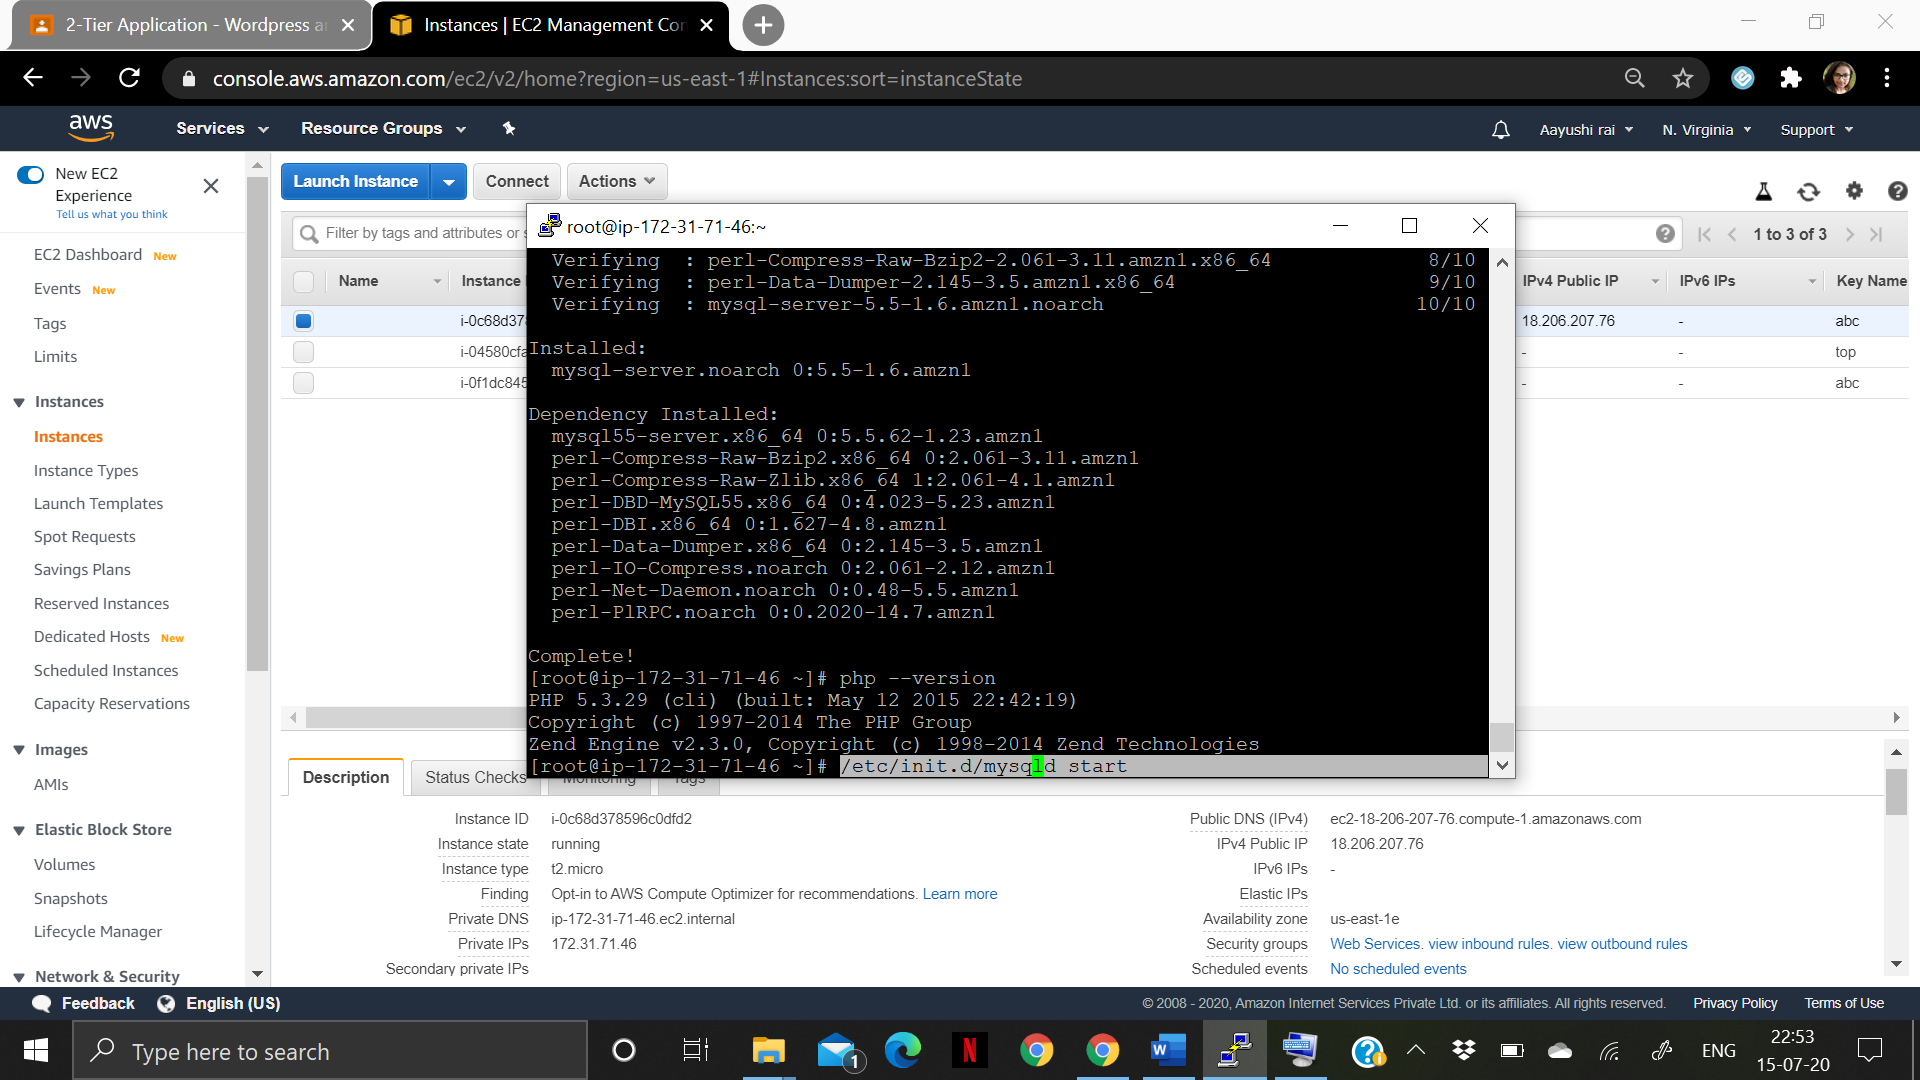 2-Tier Application - Wordpress a
Instances | EC2 Management Con
console.aws.amazon.com/ec2/v2/home?region=us-east-1#Instances:sort=instanceState
aws
Services
Resource Groups
Aayushi rai
N. Virginia
Support
New EC2
Experience
Tell us what you think
EC2 Dashboard New
Events New
Tags
Limits
Instances
Instances
Instance Types
Launch Templates
Spot Requests
Savings Plans
Reserved Instances
Dedicated Hosts New
Scheduled Instances
Capacity Reservations
Images
AMIs
Elastic Block Store
Volumes
Snapshots
Lifecycle Manager
Network & Security
Launch Instance
Connect
Actions
Filter by tags and attributes or s
1 to 3 of 3
Name
Instance
IPv4 Public IP
IPv6 IPs
Key Name
i-0c68d37
18.206.207.76
-
abc
i-04580cfa
-
-
top
i-0f1dc845
-
-
abc
root@ip-172-31-71-46:~
Verifying : perl-Compress-Raw-Bzip2-2.061-3.11.amzn1.x86_64 8/10
Verifying : perl-Data-Dumper-2.145-3.5.amzn1.x86_64 9/10
Verifying : mysql-server-5.5-1.6.amzn1.noarch 10/10
Installed:
mysql-server.noarch 0:5.5-1.6.amzn1
Dependency Installed:
mysql55-server.x86_64 0:5.5.62-1.23.amzn1
perl-Compress-Raw-Bzip2.x86_64 0:2.061-3.11.amzn1
perl-Compress-Raw-Zlib.x86_64 1:2.061-4.1.amzn1
perl-DBD-MySQL55.x86_64 0:4.023-5.23.amzn1
perl-DBI.x86_64 0:1.627-4.8.amzn1
perl-Data-Dumper.x86_64 0:2.145-3.5.amzn1
perl-IO-Compress.noarch 0:2.061-2.12.amzn1
perl-Net-Daemon.noarch 0:0.48-5.5.amzn1
perl-PlRPC.noarch 0:0.2020-14.7.amzn1
Complete!
[root@ip-172-31-71-46 ~]# php --version
PHP 5.3.29 (cli) (built: May 12 2015 22:42:19)
Copyright (c) 1997-2014 The PHP Group
Zend Engine v2.3.0, Copyright (c) 1998-2014 Zend Technologies
[root@ip-172-31-71-46 ~]# /etc/init.d/mysqld start
Description
Status Checks
Monitoring
Tags
Instance ID i-0c68d378596c0dfd2
Instance state running
Instance type t2.micro
Finding Opt-in to AWS Compute Optimizer for recommendations. Learn more
Private DNS ip-172-31-71-46.ec2.internal
Private IPs 172.31.71.46
Secondary private IPs
Public DNS (IPv4) ec2-18-206-207-76.compute-1.amazonaws.com
IPv4 Public IP 18.206.207.76
IPv6 IPs -
Elastic IPs
Availability zone us-east-1e
Security groups Web Services. view inbound rules. view outbound rules
Scheduled events No scheduled events
Feedback
English (US)
© 2008 - 2020, Amazon Internet Services Private Ltd. or its affiliates. All rights reserved.
Privacy Policy
Terms of Use
Type here to search
1
N
W
ENG
22:53
15-07-20